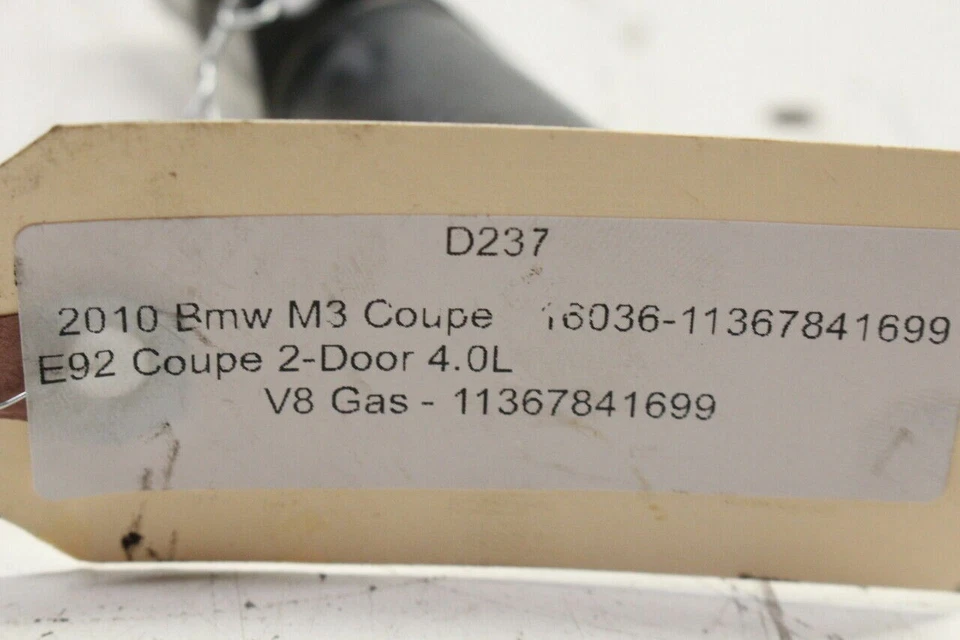 D237
2010 Bmw M3 Coupe 16036-11367841699
E92 Coupe 2-Door 4.0L
V8 Gas - 11367841699